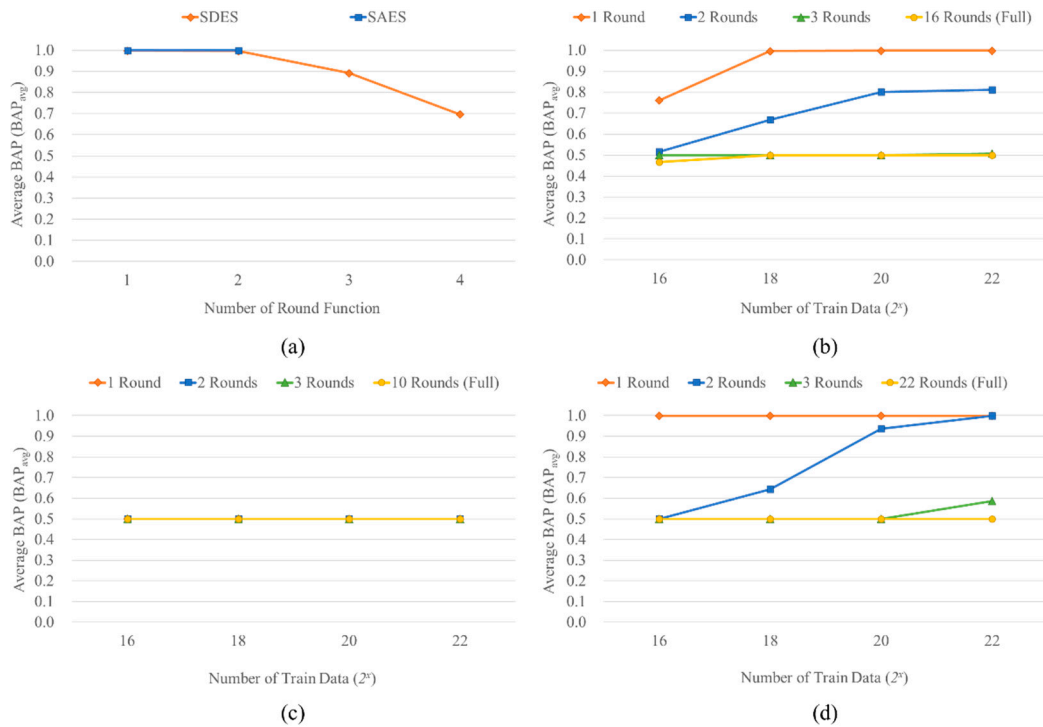 SDES SAES
1.0
0.9
0.8
0.7
0.6
0.5
0.4
0.3
0.2
0.1
0.0
Average BAP (BAPavg)
1 2 3 4
Number of Round Function
(a)
1 Round 2 Rounds 3 Rounds 16 Rounds (Full)
1.0
0.9
0.8
0.7
0.6
0.5
0.4
0.3
0.2
0.1
0.0
Average BAP (BAPavg)
16 18 20 22
Number of Train Data (2^x)
(b)
1 Round 2 Rounds 3 Rounds 10 Rounds (Full)
1.0
0.9
0.8
0.7
0.6
0.5
0.4
0.3
0.2
0.1
0.0
Average BAP (BAPavg)
16 18 20 22
Number of Train Data (2^x)
(c)
1 Round 2 Rounds 3 Rounds 22 Rounds (Full)
1.0
0.9
0.8
0.7
0.6
0.5
0.4
0.3
0.2
0.1
0.0
Average BAP (BAPavg)
16 18 20 22
Number of Train Data (2^x)
(d)